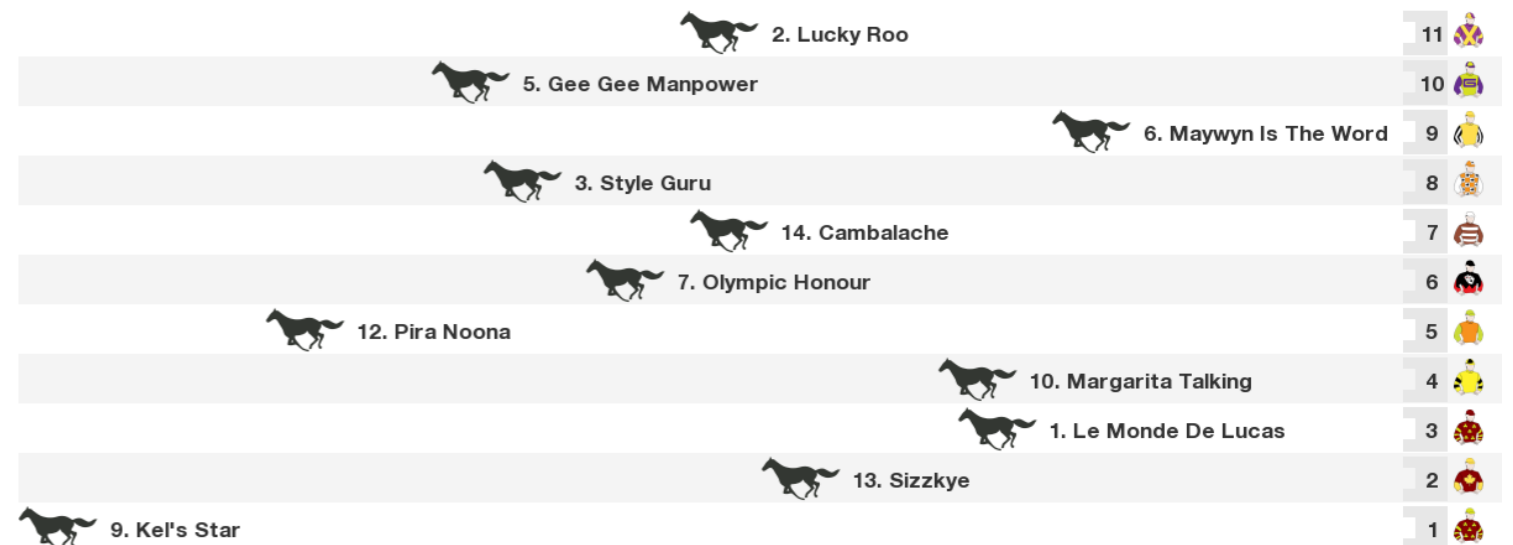 2. Lucky Roo 11
5. Gee Gee Manpower 10
6. Maywyn Is The Word 9
3. Style Guru 8
14. Cambalache 7
7. Olympic Honour 6
12. Pira Noona 5
10. Margarita Talking 4
1. Le Monde De Lucas 3
13. Sizzkye 2
9. Kel's Star 1